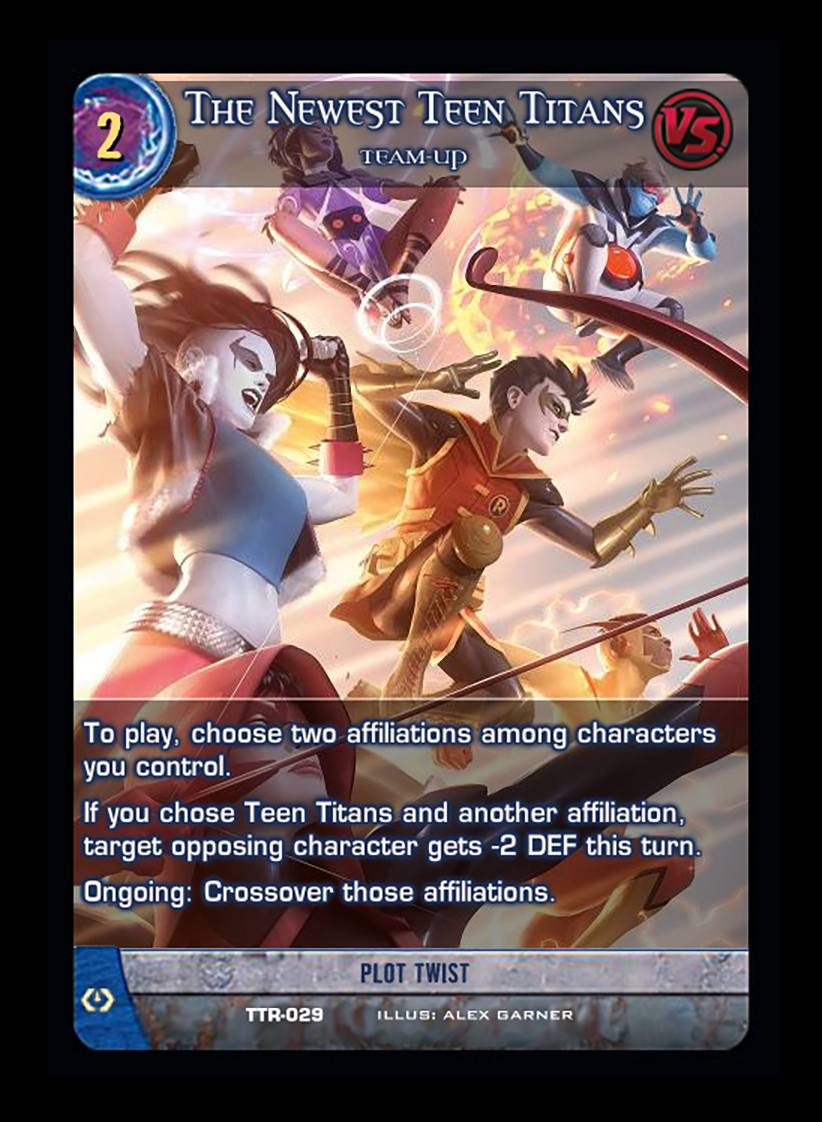 2
The Newest Teen Titans
VS.
Team-Up
R
To play, choose two affiliations among characters
you control.
If you chose Teen Titans and another affiliation,
target opposing character gets -2 DEF this turn.
Ongoing: Crossover those affiliations.
PLOT TWIST
TTR-029 ILLUS: ALEX GARNER